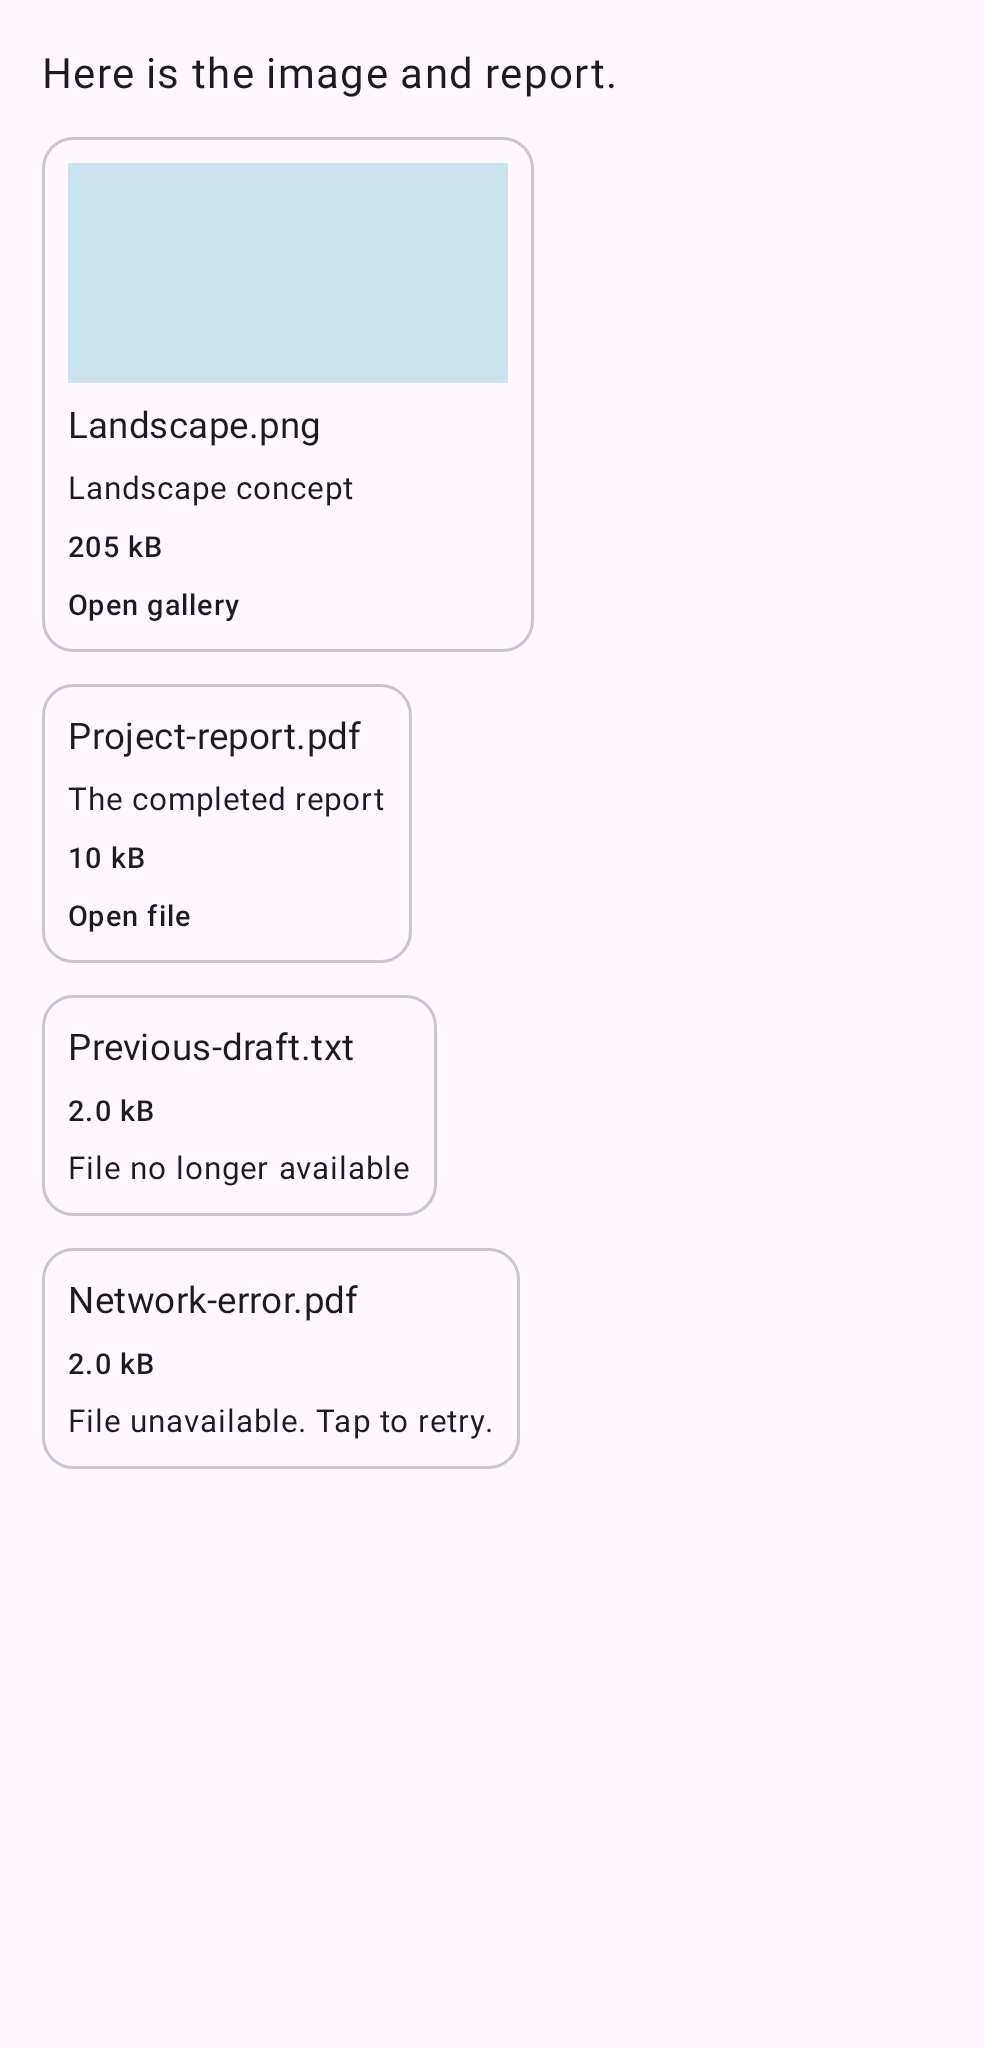 Here is the image and report.
Landscape.png
Landscape concept
205 kB
Open gallery
Project-report.pdf
The completed report
10 kB
Open file
Previous-draft.txt
2.0 kB
File no longer available
Network-error.pdf
2.0 kB
File unavailable. Tap to retry.